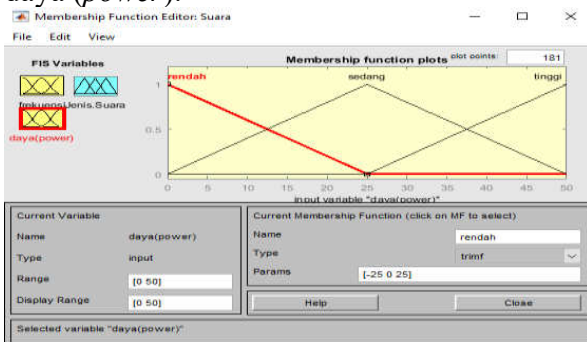 daya (power).
Membership Function Editor: Suara
File Edit View
FIS Variables
frekuensi Jenis.Suara
daya(power)
Membership function plots plot points: 181
rendah sedang tinggi
1
0.5
0
0 5 10 15 20 25 30 35 40 45 50
input variable "daya(power)"
Current Variable
Name daya(power)
Type input
Range [0 50]
Display Range [0 50]
Current Membership Function (click on MF to select)
Name rendah
Type trimf
Params [-25 0 25]
Help Close
Selected variable "daya(power)"